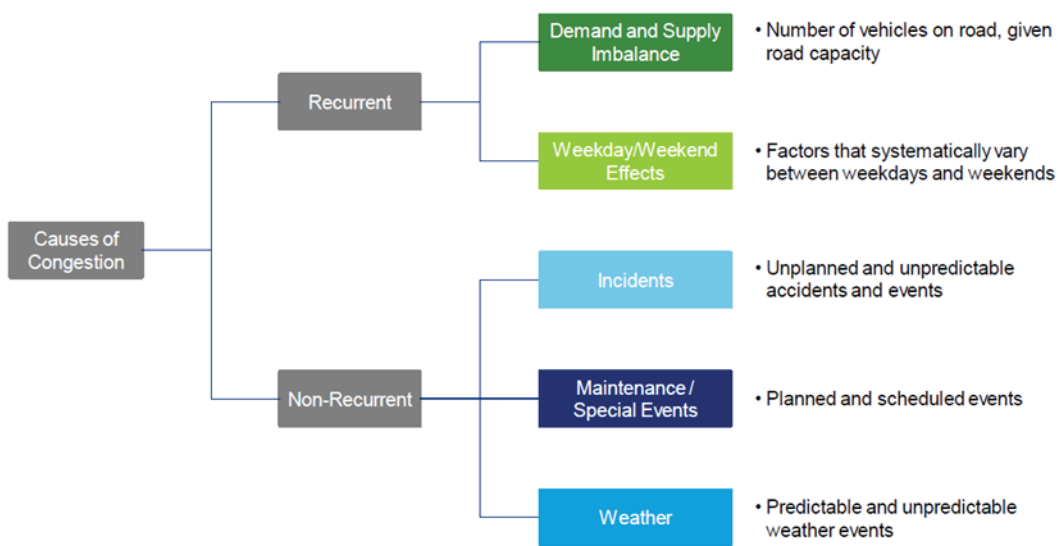 Demand and Supply
Imbalance
• Number of vehicles on road, given
road capacity
Recurrent
Weekday/Weekend
Effects
• Factors that systematically vary
between weekdays and weekends
Causes of
Congestion
Incidents
• Unplanned and unpredictable
accidents and events
Non-Recurrent
Maintenance /
Special Events
• Planned and scheduled events
Weather
• Predictable and unpredictable
weather events